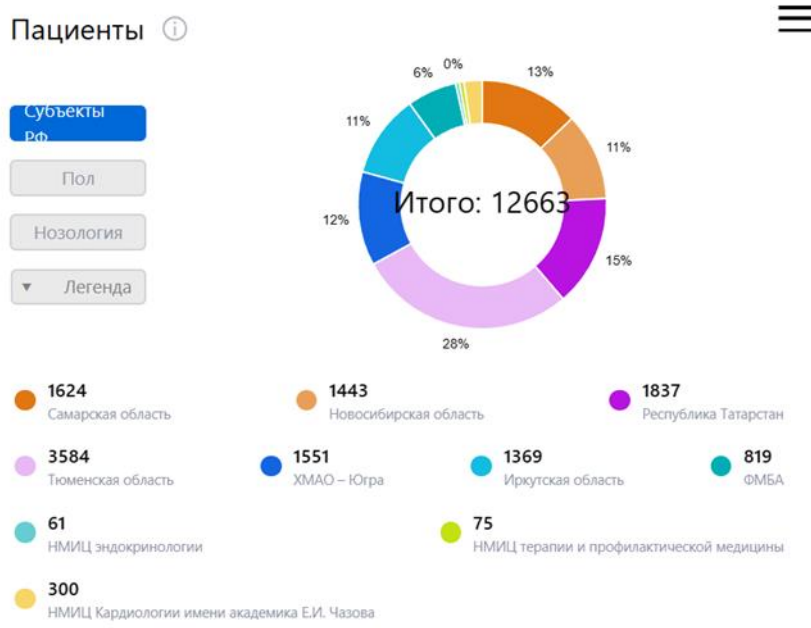 Пациенты
Субъекты
РФ
Пол
Нозология
Легенда
6%
0%
13%
11%
11%
12%
15%
28%
Итого: 12663
1624
Самарская область
1443
Новосибирская область
1837
Республика Татарстан
3584
Тюменская область
1551
ХМАО – Югра
1369
Иркутская область
819
ФМБА
61
НМИЦ эндокринологии
75
НМИЦ терапии и профилактической медицины
300
НМИЦ Кардиологии имени академика Е.И. Чазова